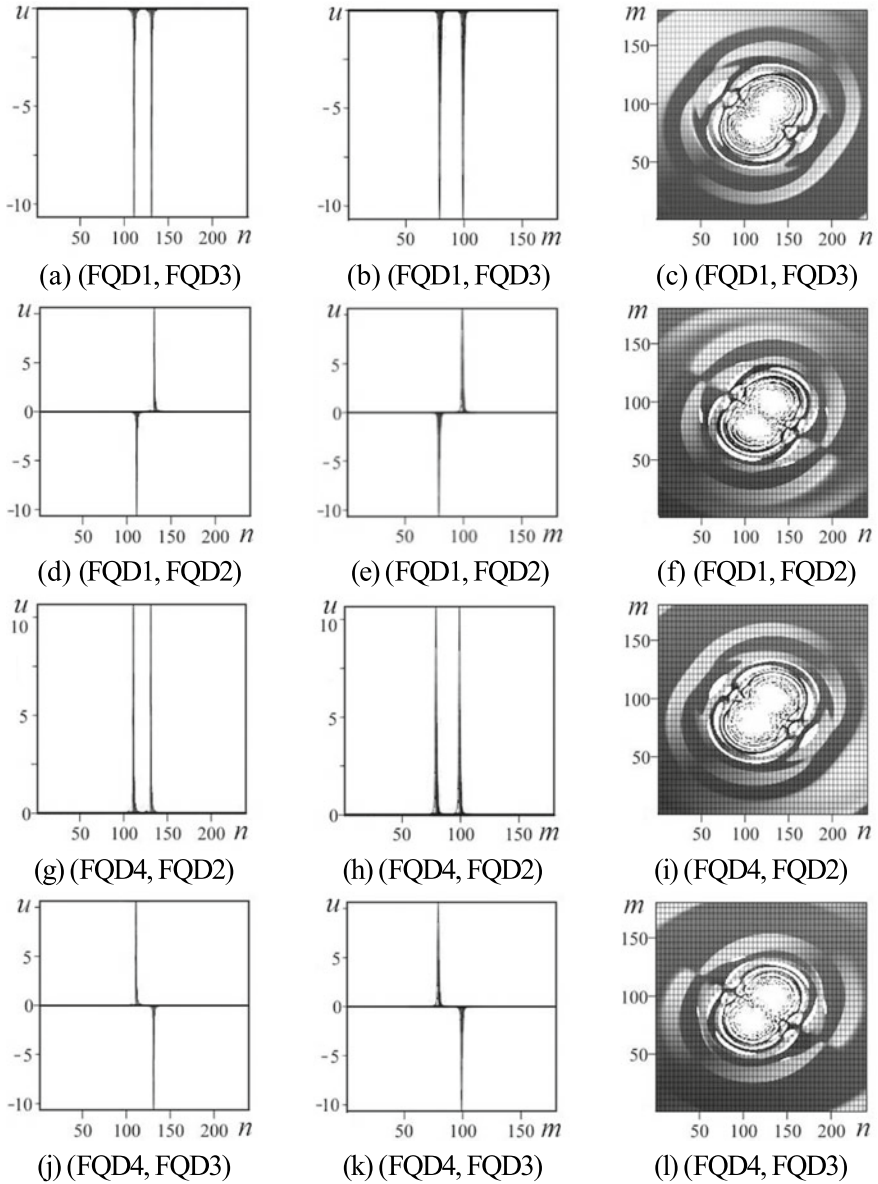 u
-5
-10
50 100 150 200 n
(a) (FQD1, FQD3)
u
-5
-10
50 100 150 m
(b) (FQD1, FQD3)
m
150
100
50
50 100 150 200 n
(c) (FQD1, FQD3)
u
5
0
-5
-10
50 100 150 200 n
(d) (FQD1, FQD2)
u
5
0
-5
-10
50 100 150 m
(e) (FQD1, FQD2)
m
150
100
50
50 100 150 200 n
(f) (FQD1, FQD2)
u
10
5
0
50 100 150 200 n
(g) (FQD4, FQD2)
u
10
5
0
50 100 150 m
(h) (FQD4, FQD2)
m
150
100
50
50 100 150 200 n
(i) (FQD4, FQD2)
u
5
0
-5
-10
50 100 150 200 n
(j) (FQD4, FQD3)
u
5
0
-5
-10
50 100 150 m
(k) (FQD4, FQD3)
m
150
100
50
50 100 150 200 n
(l) (FQD4, FQD3)